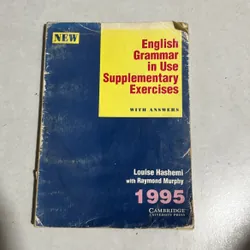 NEW
English
Grammar
in Use
Supplementary
Exercises
WITH ANSWERS
Louise Hashemi
with Raymond Murphy
1995
CAMBRIDGE
UNIVERSITY PRESS